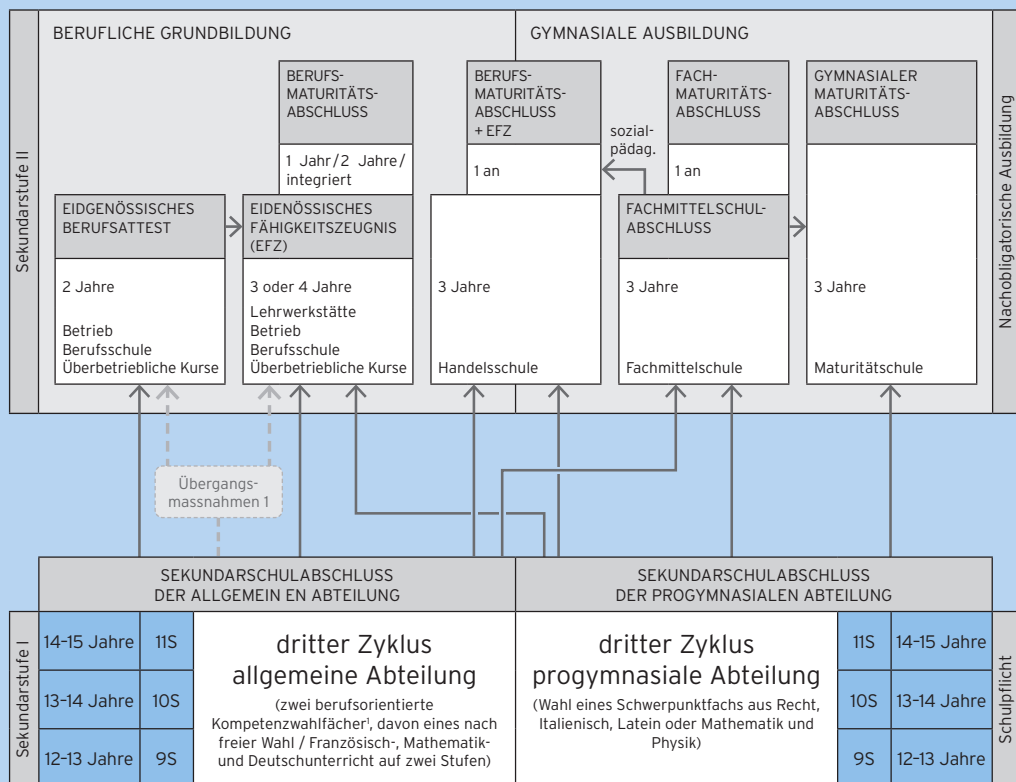 BERUFLICHE GRUNDBILDUNG
GYMNASIALE AUSBILDUNG
Sekundarstufe II
Nachobligatorische Ausbildung
BERUFS-
MATURITÄTS-
ABSCHLUSS
1 Jahr/2 Jahre/
integriert
BERUFS-
MATURITÄTS-
ABSCHLUSS
+ EFZ
1 an
sozial-
pädag.
FACH-
MATURITÄTS-
ABSCHLUSS
1 an
GYMNASIALER
MATURITÄTS-
ABSCHLUSS
EIDGENÖSSISCHES
BERUFSATTEST
2 Jahre
Betrieb
Berufsschule
Überbetriebliche Kurse
EIDENÖSSISCHES
FÄHIGKEITSZEUGNIS
(EFZ)
3 oder 4 Jahre
Lehrwerkstätte
Betrieb
Berufsschule
Überbetriebliche Kurse
3 Jahre
Handelsschule
FACHMITTELSCHUL-
ABSCHLUSS
3 Jahre
Fachmittelschule
3 Jahre
Maturitätschule
Übergangs-
massnahmen 1
SEKUNDARSCHULABSCHLUSS
DER ALLGEMEIN EN ABTEILUNG
SEKUNDARSCHULABSCHLUSS
DER PROGYMNASIALEN ABTEILUNG
Sekundarstufe I
14-15 Jahre 11S
13-14 Jahre 10S
12-13 Jahre 9S
dritter Zyklus
allgemeine Abteilung
(zwei berufsorientierte
Kompetenzwahlfächer¹, davon eines nach
freier Wahl / Französisch-, Mathematik-
und Deutschunterricht auf zwei Stufen)
dritter Zyklus
progymnasiale Abteilung
(Wahl eines Schwerpunktfachs aus Recht,
Italienisch, Latein oder Mathematik und
Physik)
11S 14-15 Jahre
10S 13-14 Jahre
9S 12-13 Jahre
Schulpflicht